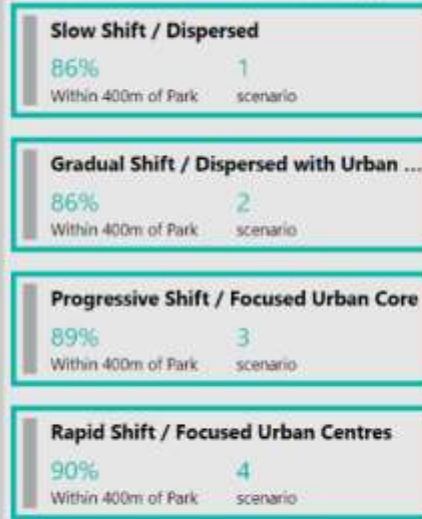 Slow Shift / Dispersed
86% 1
Within 400m of Park scenario
Gradual Shift / Dispersed with Urban ...
86% 2
Within 400m of Park scenario
Progressive Shift / Focused Urban Core
89% 3
Within 400m of Park scenario
Rapid Shift / Focused Urban Centres
90% 4
Within 400m of Park scenario